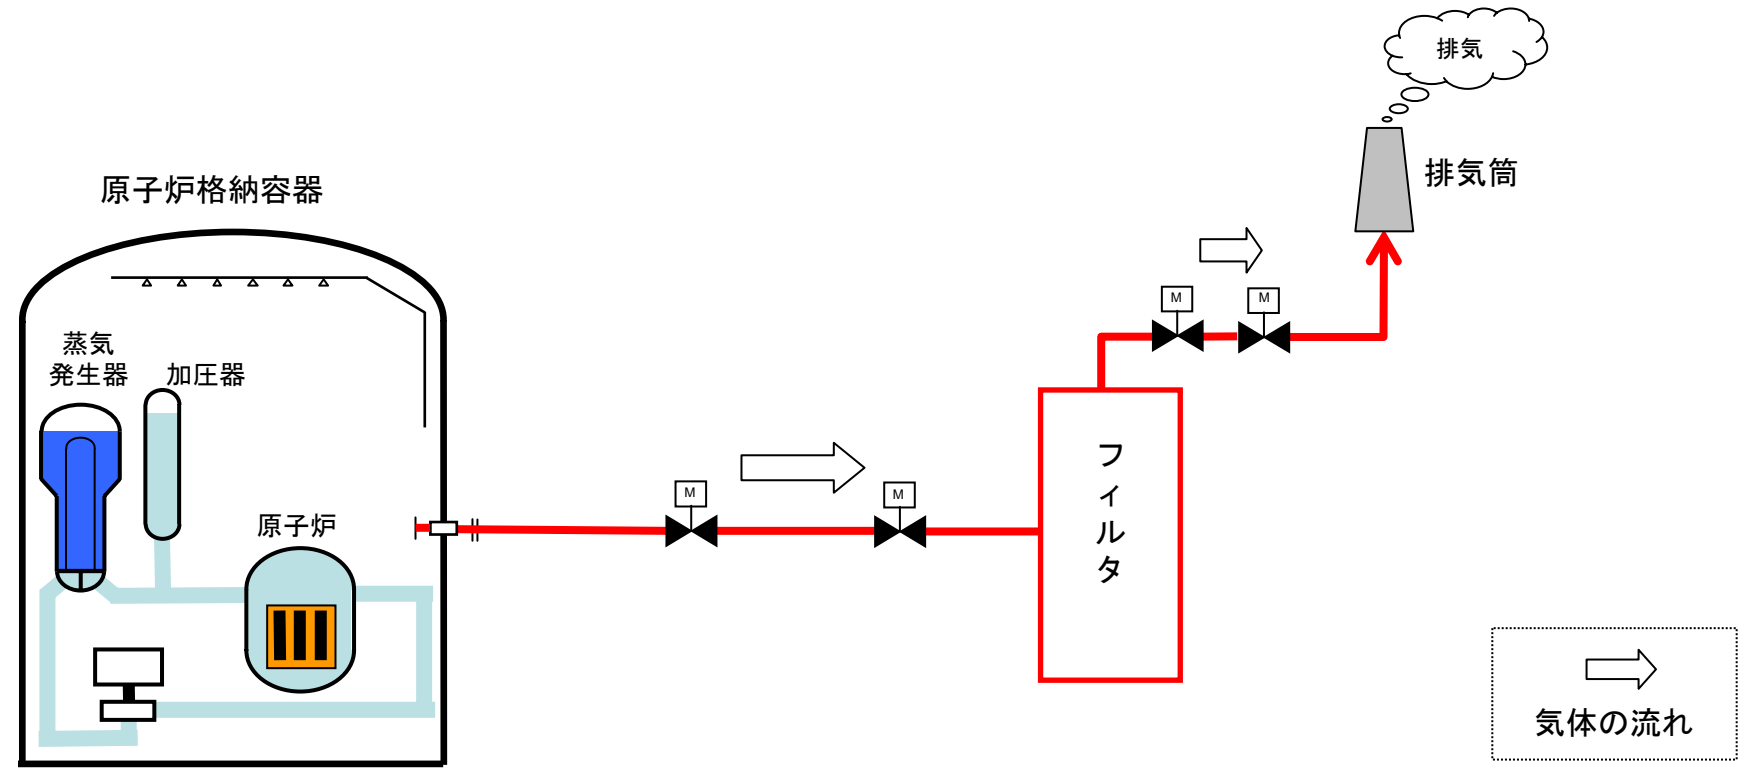 排気
排気筒
原子炉格納容器
M
M
蒸気
発生器
加圧器
フィルタ
M
M
原子炉
気体の流れ